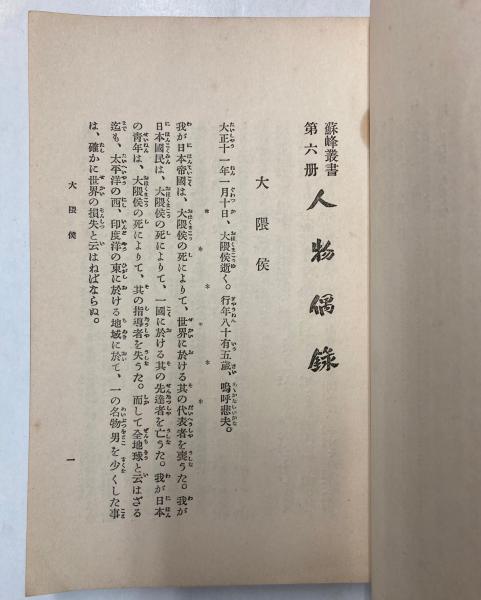 蘇峰叢書
第六册
人物偶錄
大隈侯
大正十一年一月十日、大隈侯逝く。行年八十有五歲、嗚呼悲夫。
* * * * *
我が日本帝國は、大隈侯の死によりて、世界に於ける其の代表者を喪うた。我が
日本國民は、大隈侯の死によりて、一國に於ける其の先達者を亡うた。我が日本
の靑年は、大隈侯の死によりて、其の指導者を失うた。而して全地球と云はざる
迄も、太平洋の西、印度洋の東に於ける地域に於て、一の名物男を少くした事
は、確かに世界の損失と云はねばならぬ。
大隈侯
一